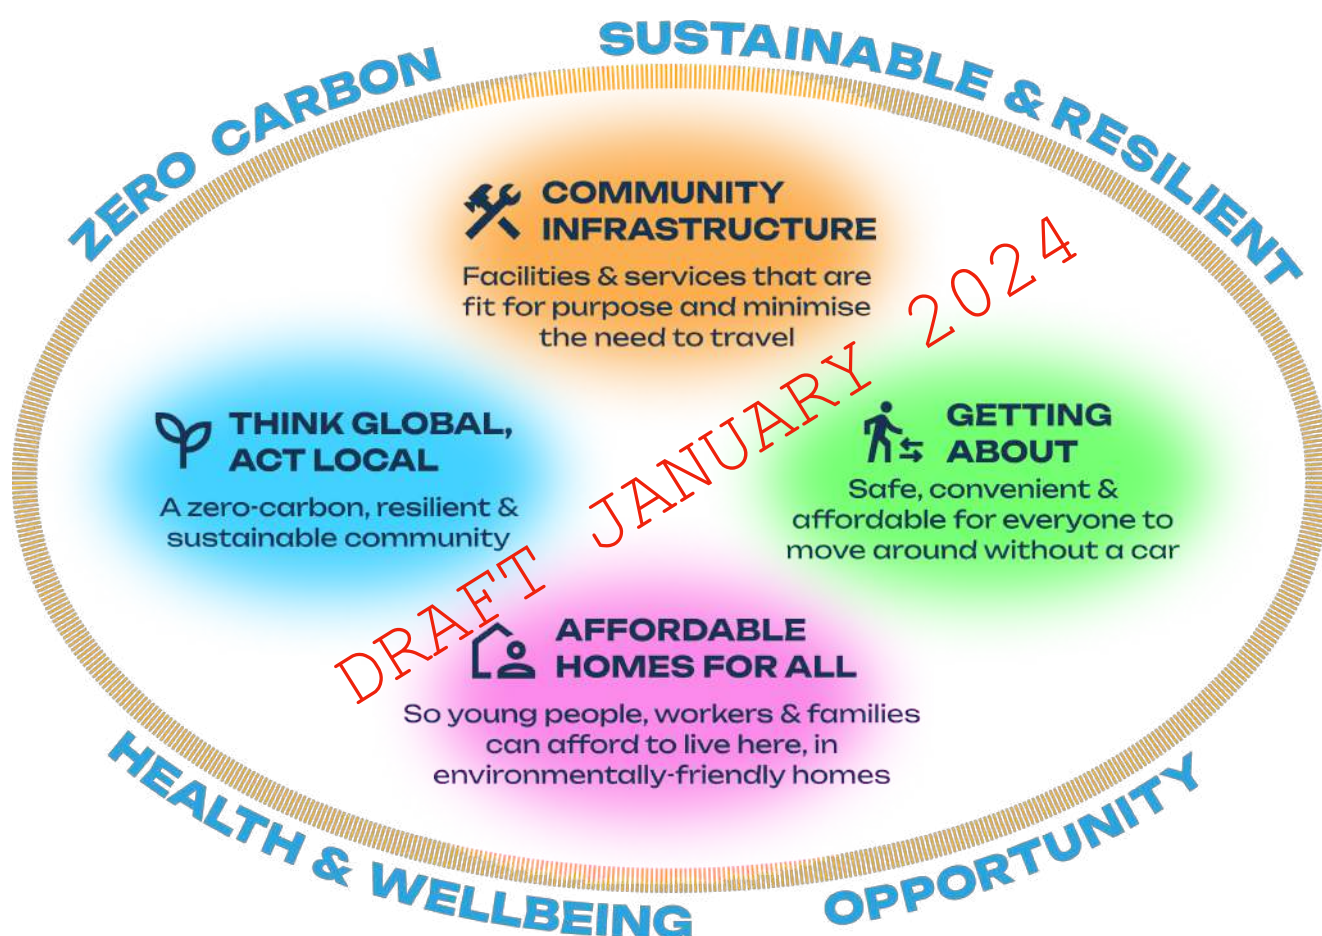 ZERO CARBON
SUSTAINABLE & RESILIENT
COMMUNITY
INFRASTRUCTURE
Facilities & services that are
fit for purpose and minimise
the need to travel
THINK GLOBAL,
ACT LOCAL
A zero-carbon, resilient &
sustainable community
GETTING
ABOUT
Safe, convenient &
affordable for everyone to
move around without a car
DRAFT JANUARY 2024
AFFORDABLE
HOMES FOR ALL
So young people, workers & families
can afford to live here, in
environmentally-friendly homes
HEALTH & WELLBEING
OPPORTUNITY